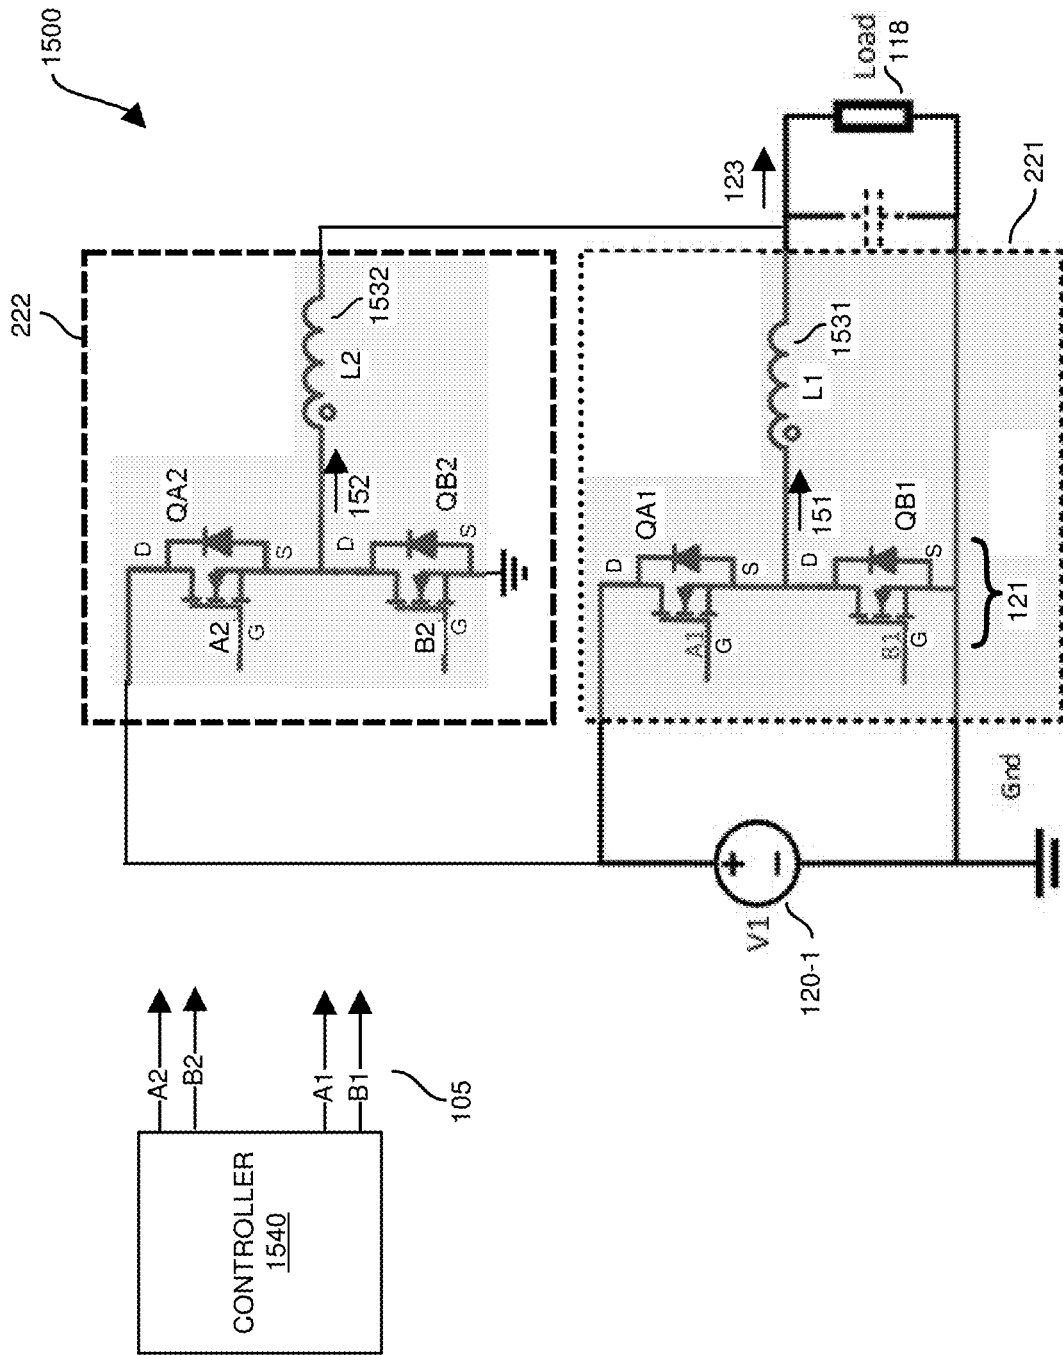 1500
222
QA2
D
S
A2
G
152
L2
1532
QB2
D
S
B2
G
123
Load
118
221
QA1
D
S
A1
G
151
L1
1531
QB1
D
S
B1
G
121
V1
120-1
Gnd
A2
B2
A1
B1
105
CONTROLLER
1540